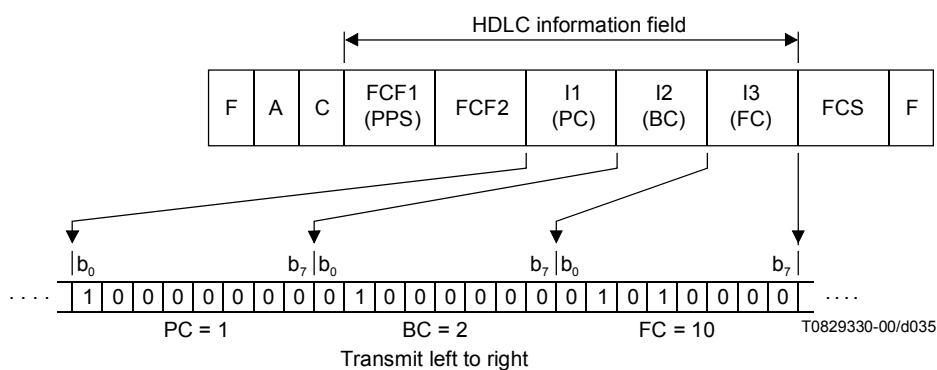 HDLC information field
F A C FCF1 (PPS) FCF2 I1 (PC) I2 (BC) I3 (FC) FCS F
b₀ b₇ b₀ b₇ b₀ b₇
.... 1 0 0 0 0 0 0 0 0 1 0 0 0 0 0 0 0 1 0 1 0 0 0 0 ....
PC = 1 BC = 2 FC = 10 T0829330-00/d035
Transmit left to right